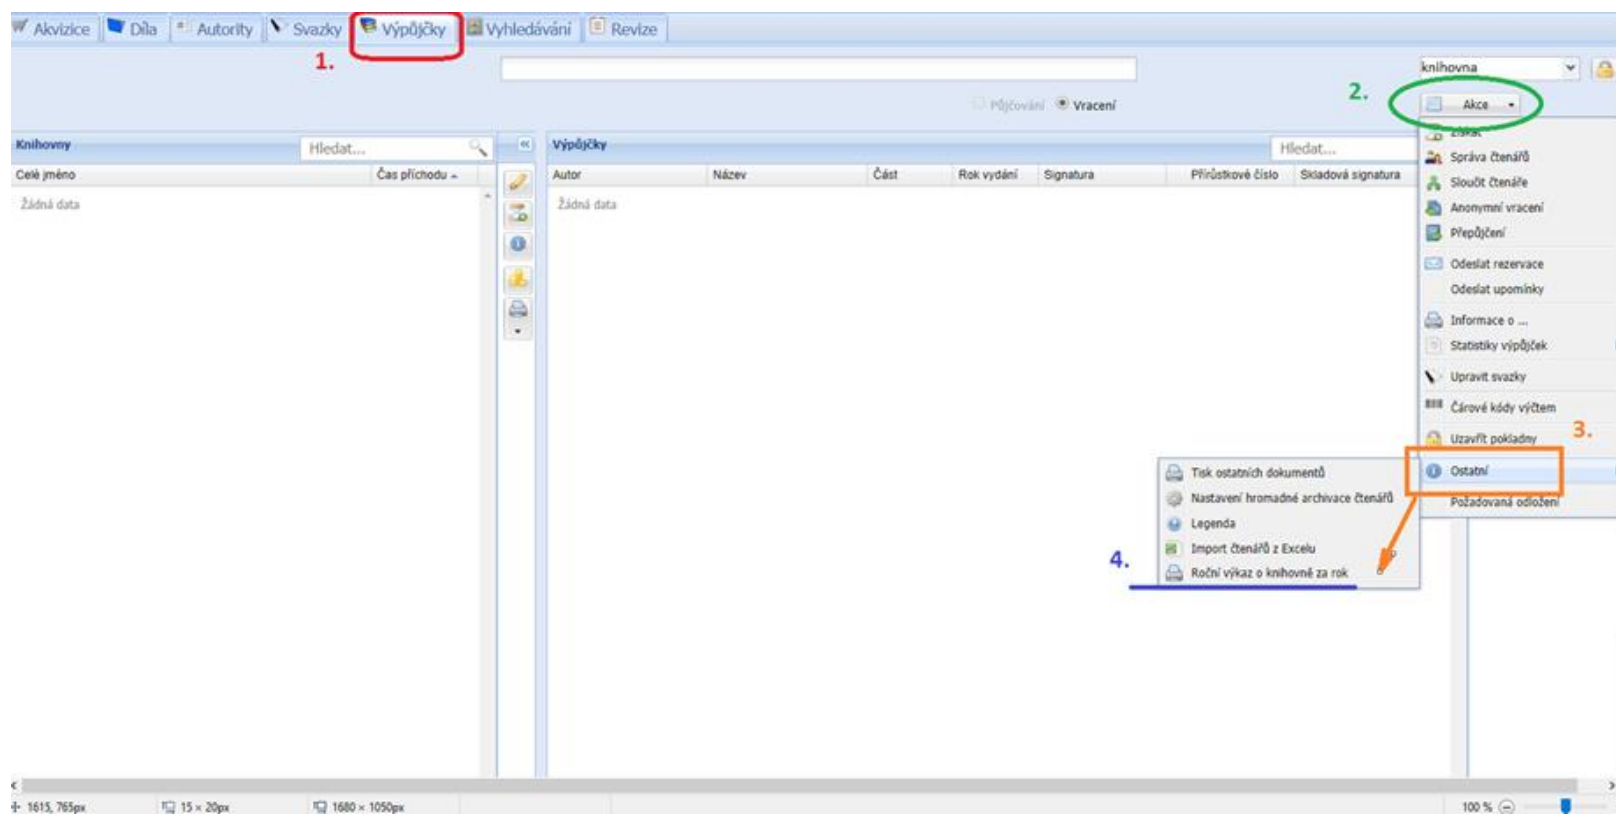 Akvizice Díla Autority Svazky Výpůjčky Vyhledávání Revize
1.
knihovna
2.
Půjčování Vracení
Akce
Knihovny Hledat...
Výpůjčky Hledat...
Celé jméno Čas příchodu
Autor Název Část Rok vydání Signatura Přírůstkové číslo Skladová signatura
Žádná data
Žádná data
Získat
Správa čtenářů
Sloučit čtenáře
Anonymní vracení
Přepůjčení
Odeslat rezervace
Odeslat upomínky
Informace o ...
Statistiky výpůjček
Upravit svazky
Čárové kódy výčtem
Uzavřít pokladny
3.
Ostatní
Požadovaná odložení
Tisk ostatních dokumentů
Nastavení hromadné archivace čtenářů
Legenda
Import čtenářů z Excelu
4.
Roční výkaz o knihovně za rok
1615, 765px 15 × 20px 1680 × 1050px 100 %